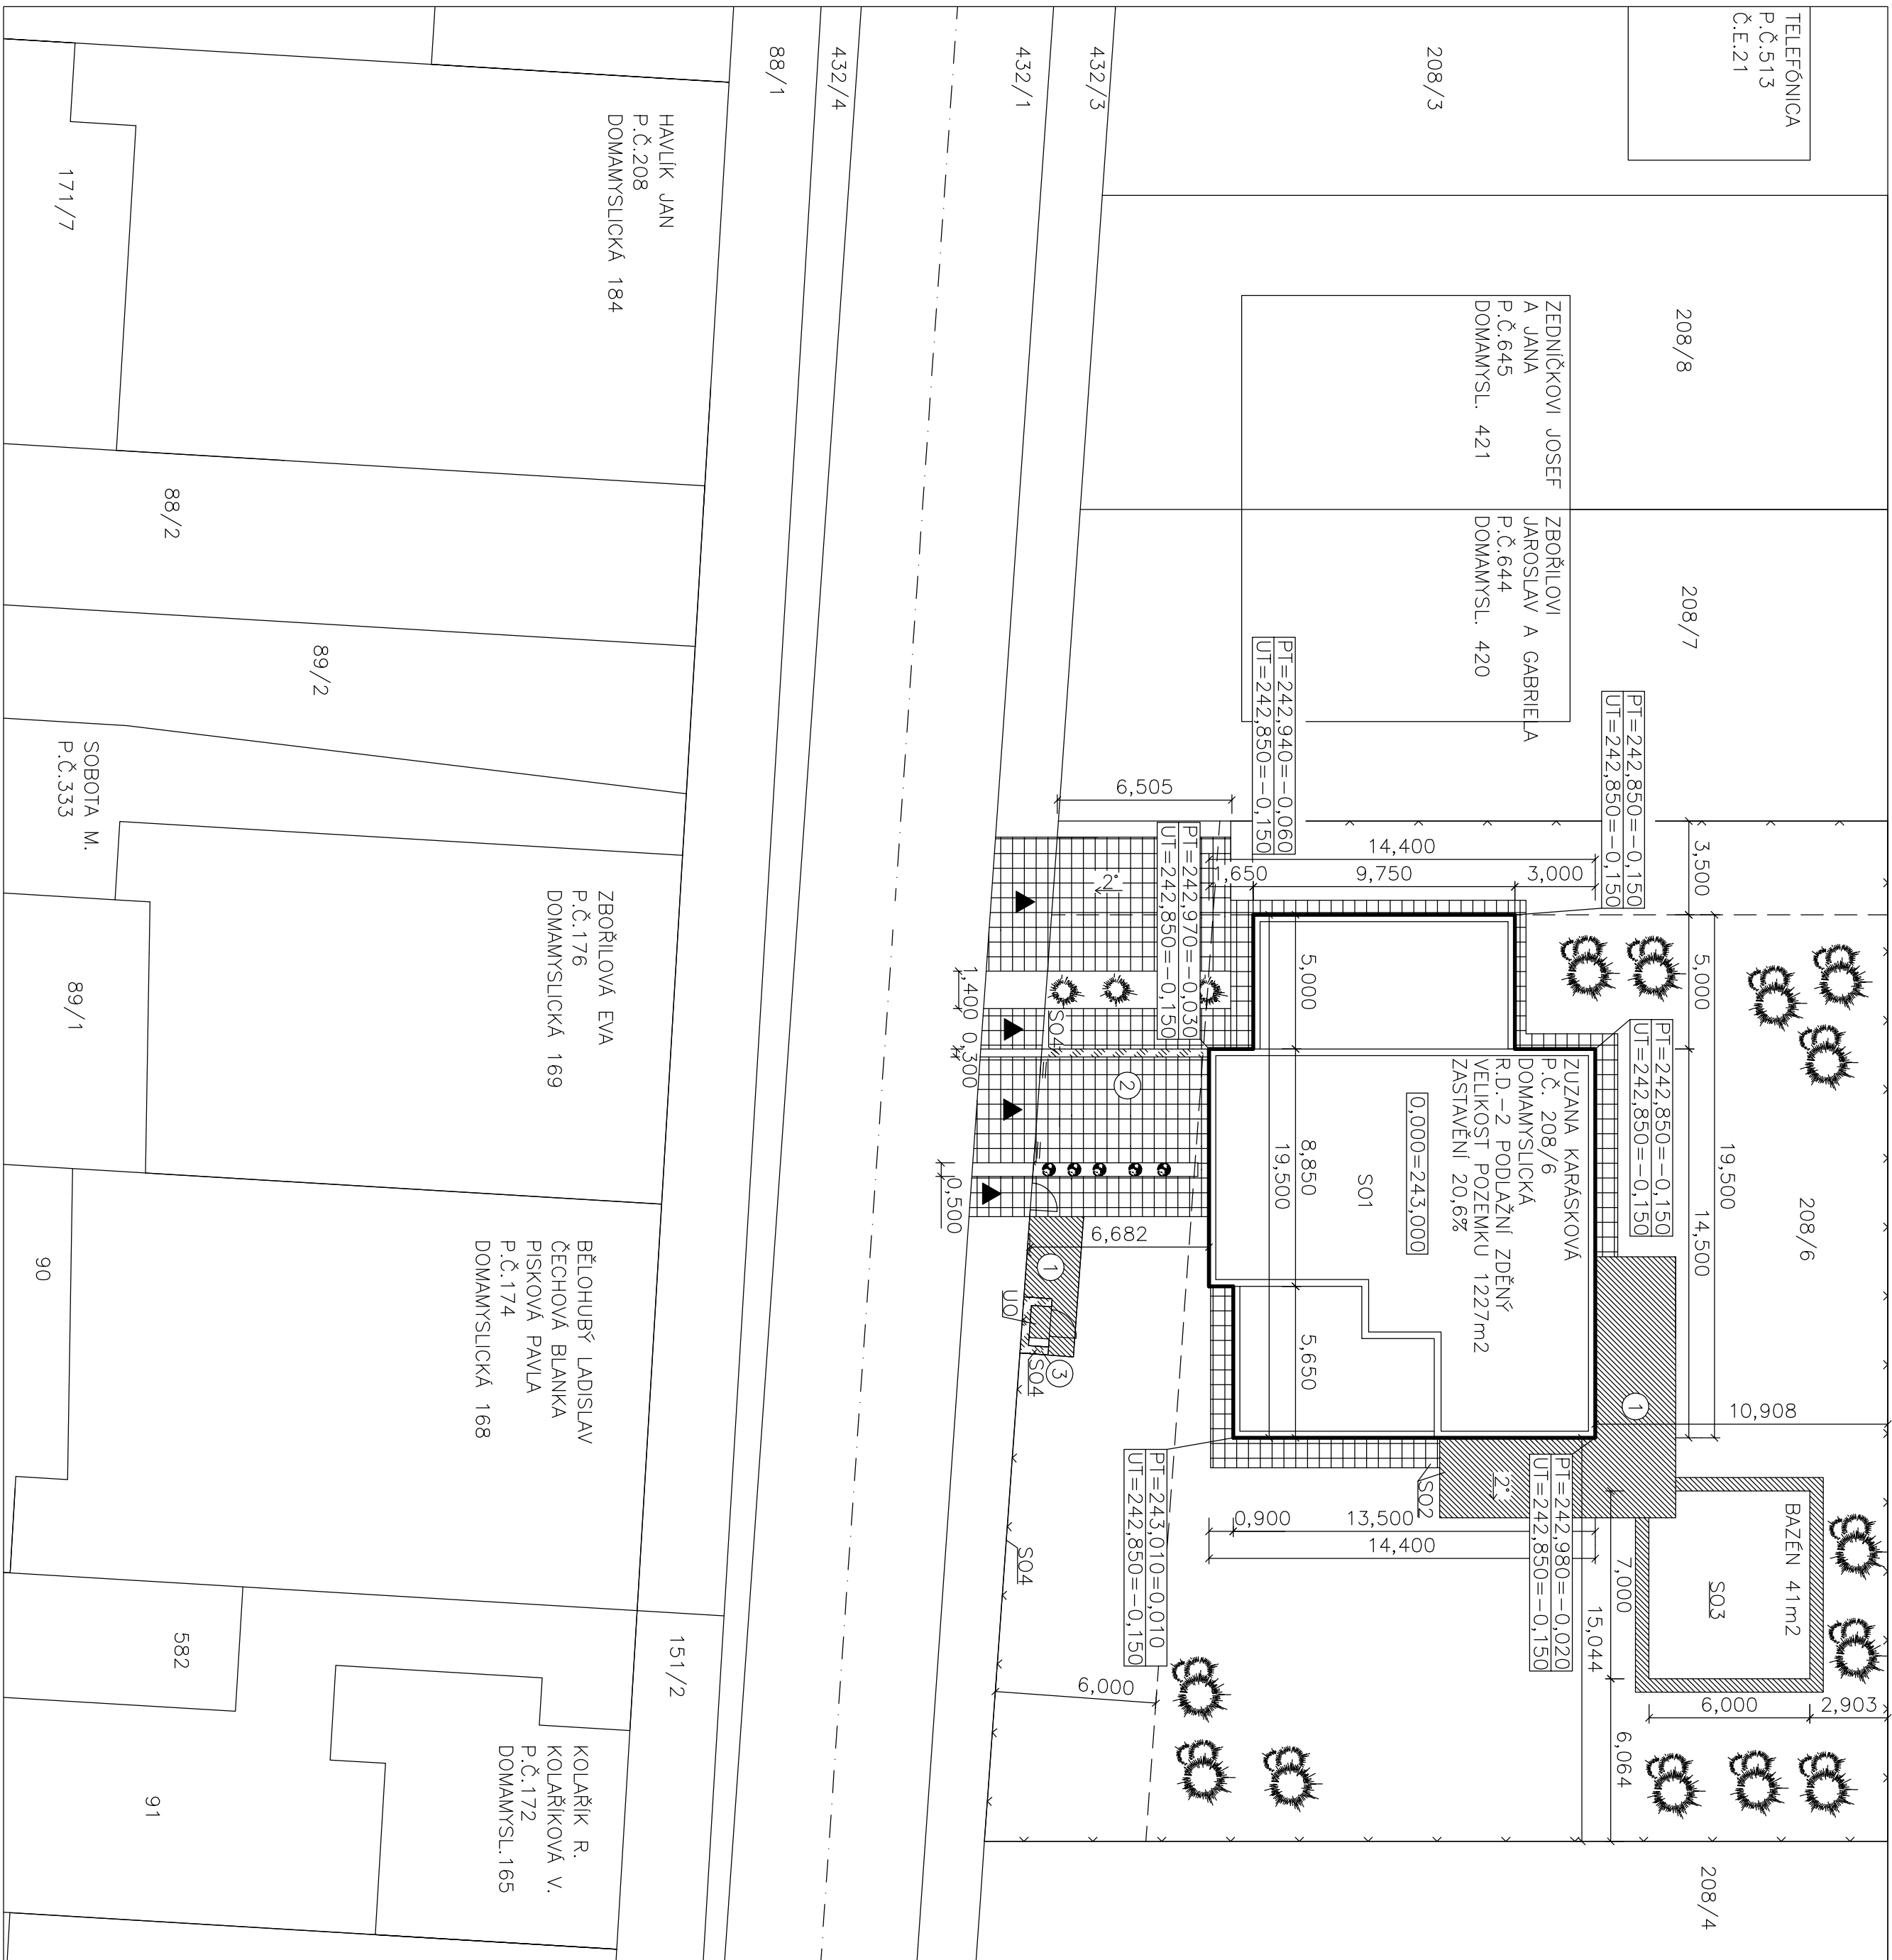 TELEFÓNICA
P.Č.513
Č.E.21
208/3
432/3
432/1
432/4
88/1
HAVLÍK JAN
P.Č.208
DOMAMYSLICKÁ 184
171/7
208/8
ZEDNÍČKOVI JOSEF
A JANA
P.Č.645
DOMAMYSL. 421
208/7
ZBOŘILOVI
JAROSLAV A GABRIELA
P.Č.644
DOMAMYSL. 420
88/2
89/2
SOBOTA M.
P.Č.333
PT=242,850=-0,150
UT=242,850=-0,150
PT=242,940=-0,060
UT=242,850=-0,150
PT=242,970=-0,030
UT=242,850=-0,150
PT=242,850=-0,150
UT=242,850=-0,150
6,505
14,400
1,650
9,750
3,000
3,500
5,000
14,500
19,500
208/6
2°
1,400
0,300
0,500
SO4
2
5,000
8,850
5,650
19,500
ZUZANA KARÁSKOVÁ
P.Č. 208/6
DOMAMYSLICKÁ
R.D.-2 PODLAŽNÍ ZDĚNÝ
VELIKOST POZEMKU 1227m2
ZASTAVĚNÍ 20,6%
0,000=243,000
SO1
6,682
1
UO
3
SO4
1
10,908
ZBOŘILOVÁ EVA
P.Č.176
DOMAMYSLICKÁ 169
89/1
BĚLOHUBÝ LADISLAV
ČECHOVÁ BLANKA
PISKOVÁ PAVLA
P.Č.174
DOMAMYSLICKÁ 168
90
PT=242,980=-0,020
UT=242,850=-0,150
PT=243,010=0,010
UT=242,850=-0,150
SO2
2°
0,900
13,500
14,400
BAZÉN 41m2
SO3
7,000
15,044
6,064
6,000
2,903
SO4
6,000
208/4
151/2
582
KOLAŘÍK R.
KOLAŘÍKOVÁ V.
P.Č.172
DOMAMYSL.165
91